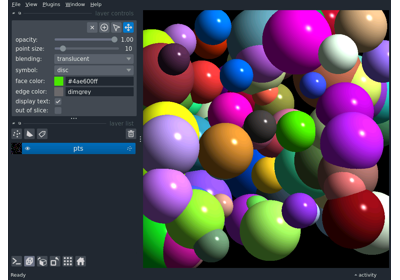 File View Plugins Window Help
layer controls
opacity: 1.00
point size: 10
blending: translucent
symbol: disc
face color: #4ae600ff
edge color: dimgrey
display text:
out of slice:
layer list
pts
Ready
activity